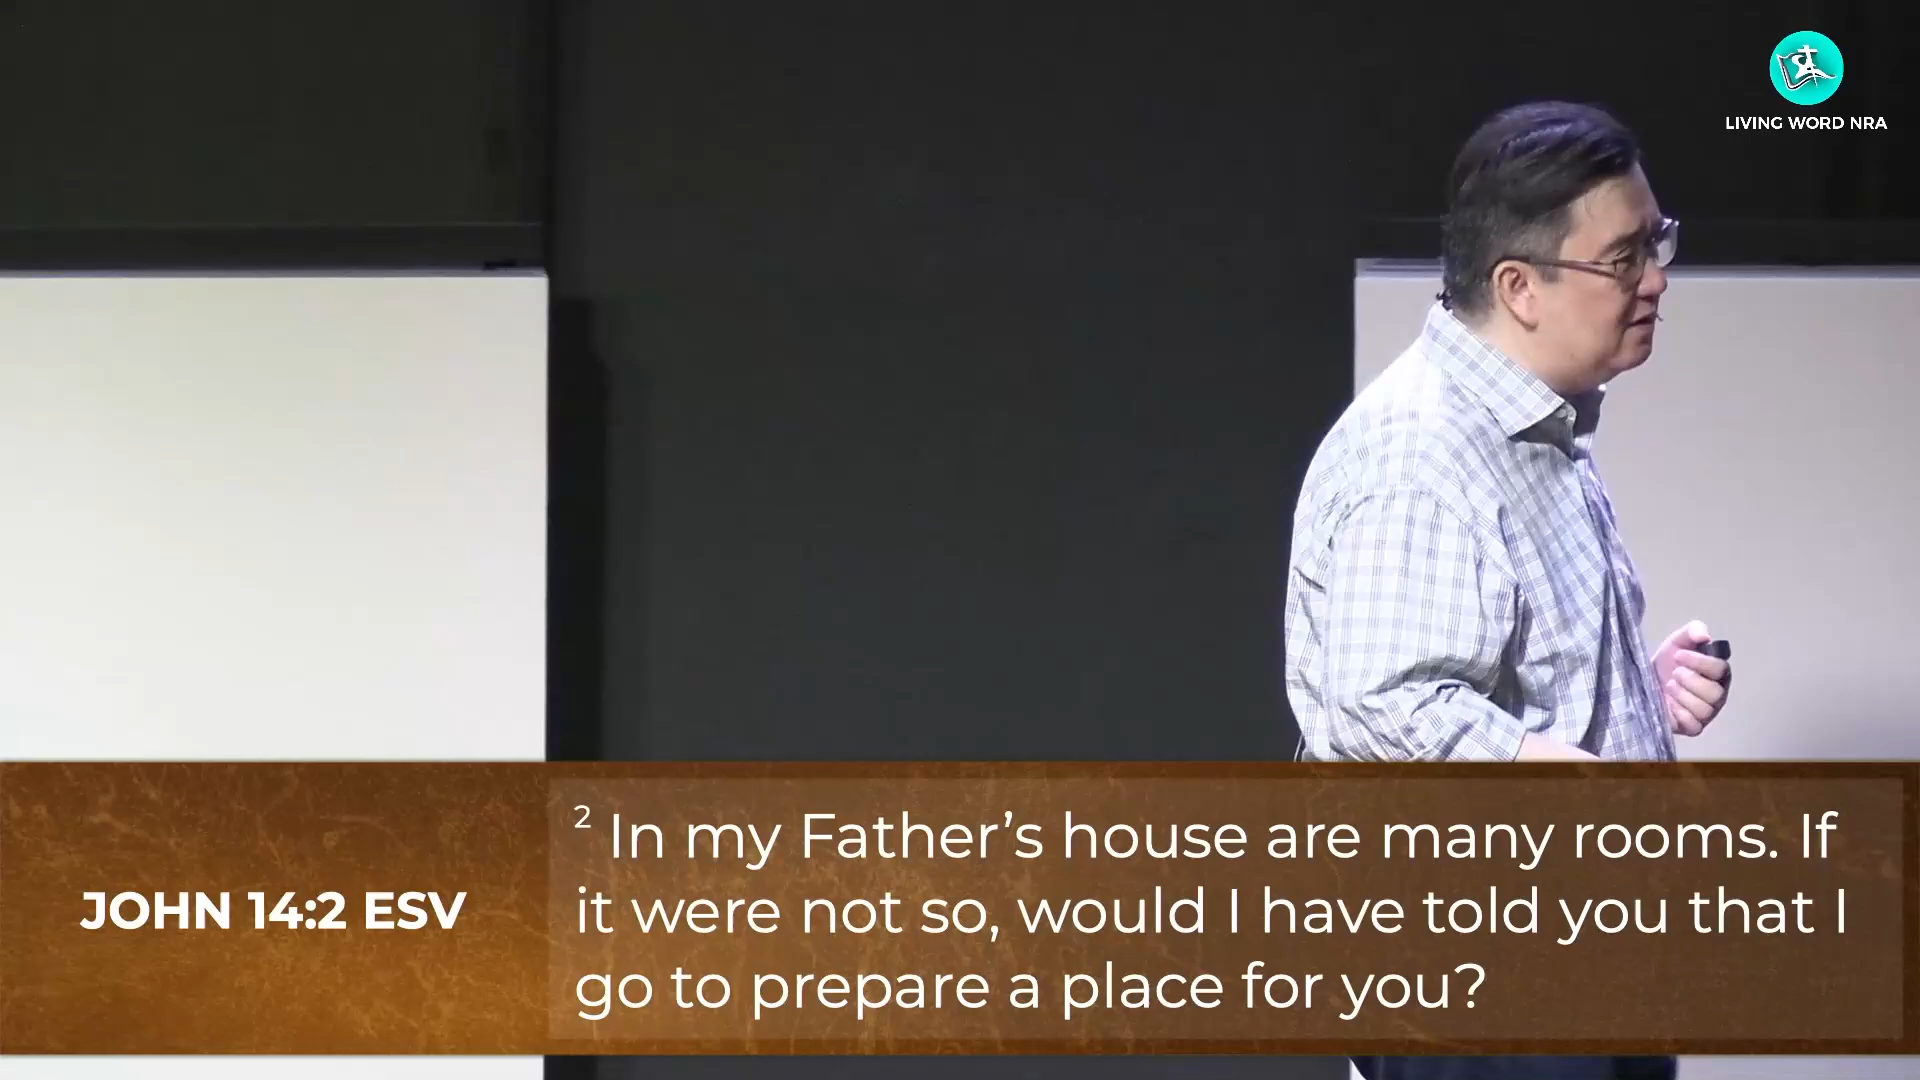 LIVING WORD NRA
JOHN 14:2 ESV
² In my Father’s house are many rooms. If
it were not so, would I have told you that I
go to prepare a place for you?